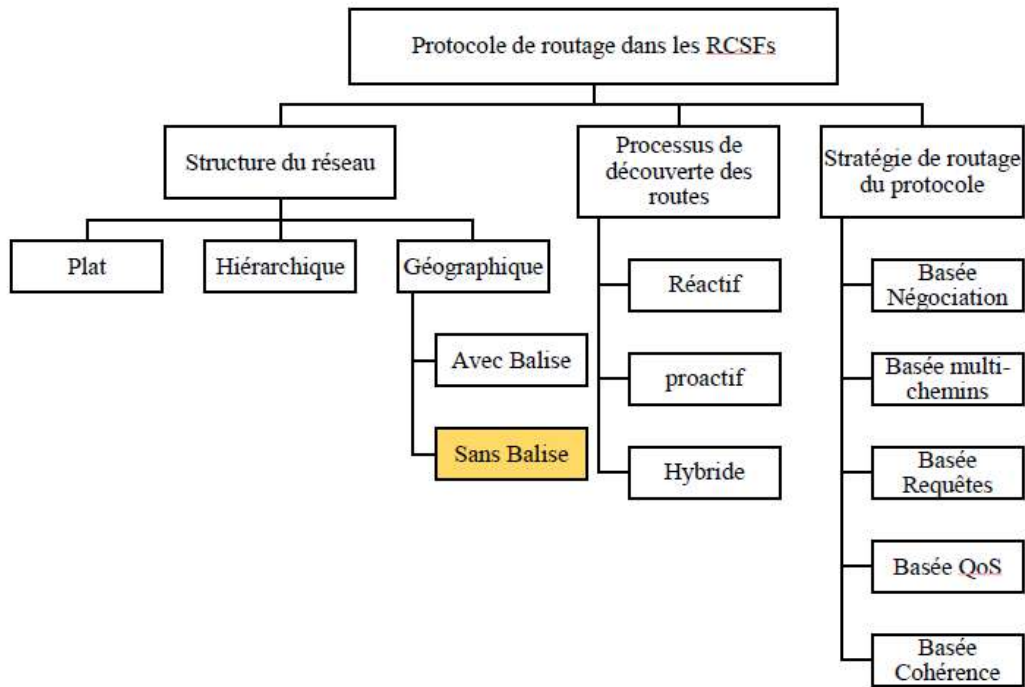 Protocole de routage dans les RCSFs
Structure du réseau
Processus de
découverte des
routes
Stratégie de routage
du protocole
Plat
Hiérarchique
Géographique
Avec Balise
Sans Balise
Réactif
proactif
Hybride
Basée
Négociation
Basée multi-
chemins
Basée
Requêtes
Basée QoS
Basée
Cohérence